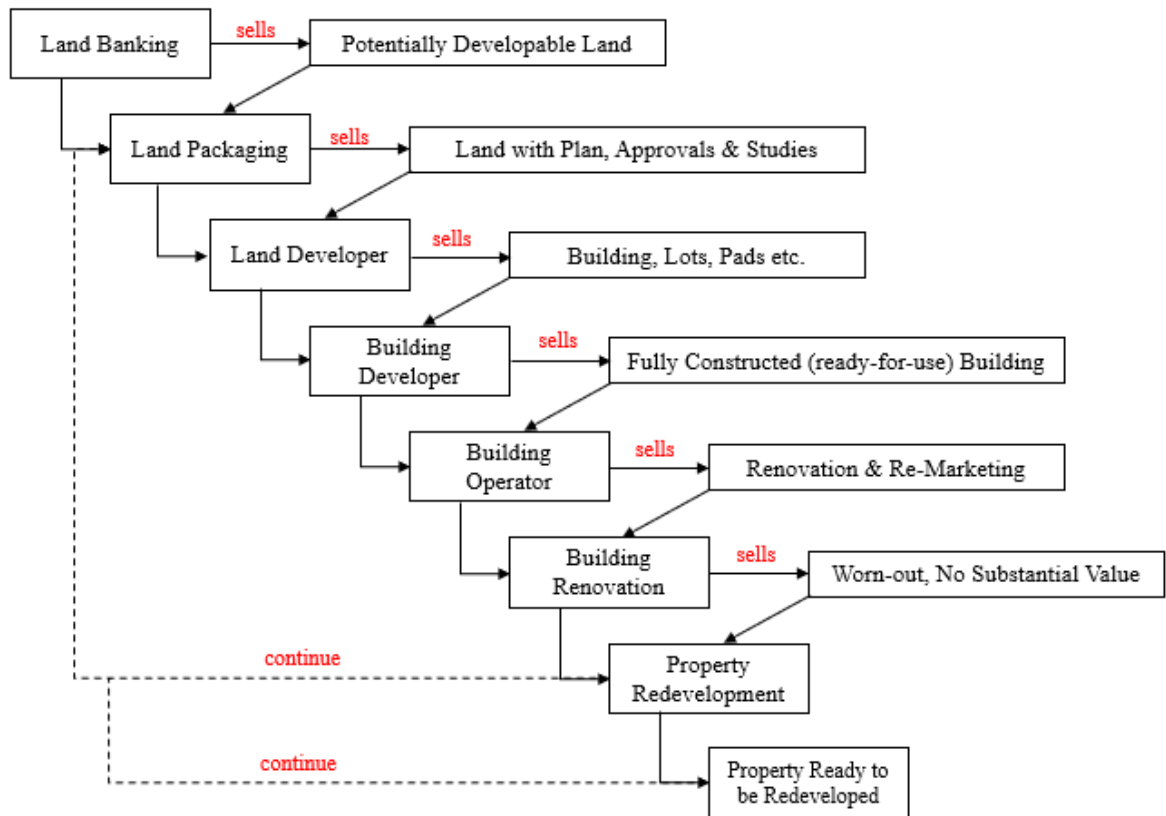 Land Banking
sells
Potentially Developable Land
Land Packaging
sells
Land with Plan, Approvals & Studies
Land Developer
sells
Building, Lots, Pads etc.
Building
Developer
sells
Fully Constructed (ready-for-use) Building
Building
Operator
sells
Renovation & Re-Marketing
Building
Renovation
sells
Worn-out, No Substantial Value
continue
Property
Redevelopment
continue
Property Ready to
be Redeveloped